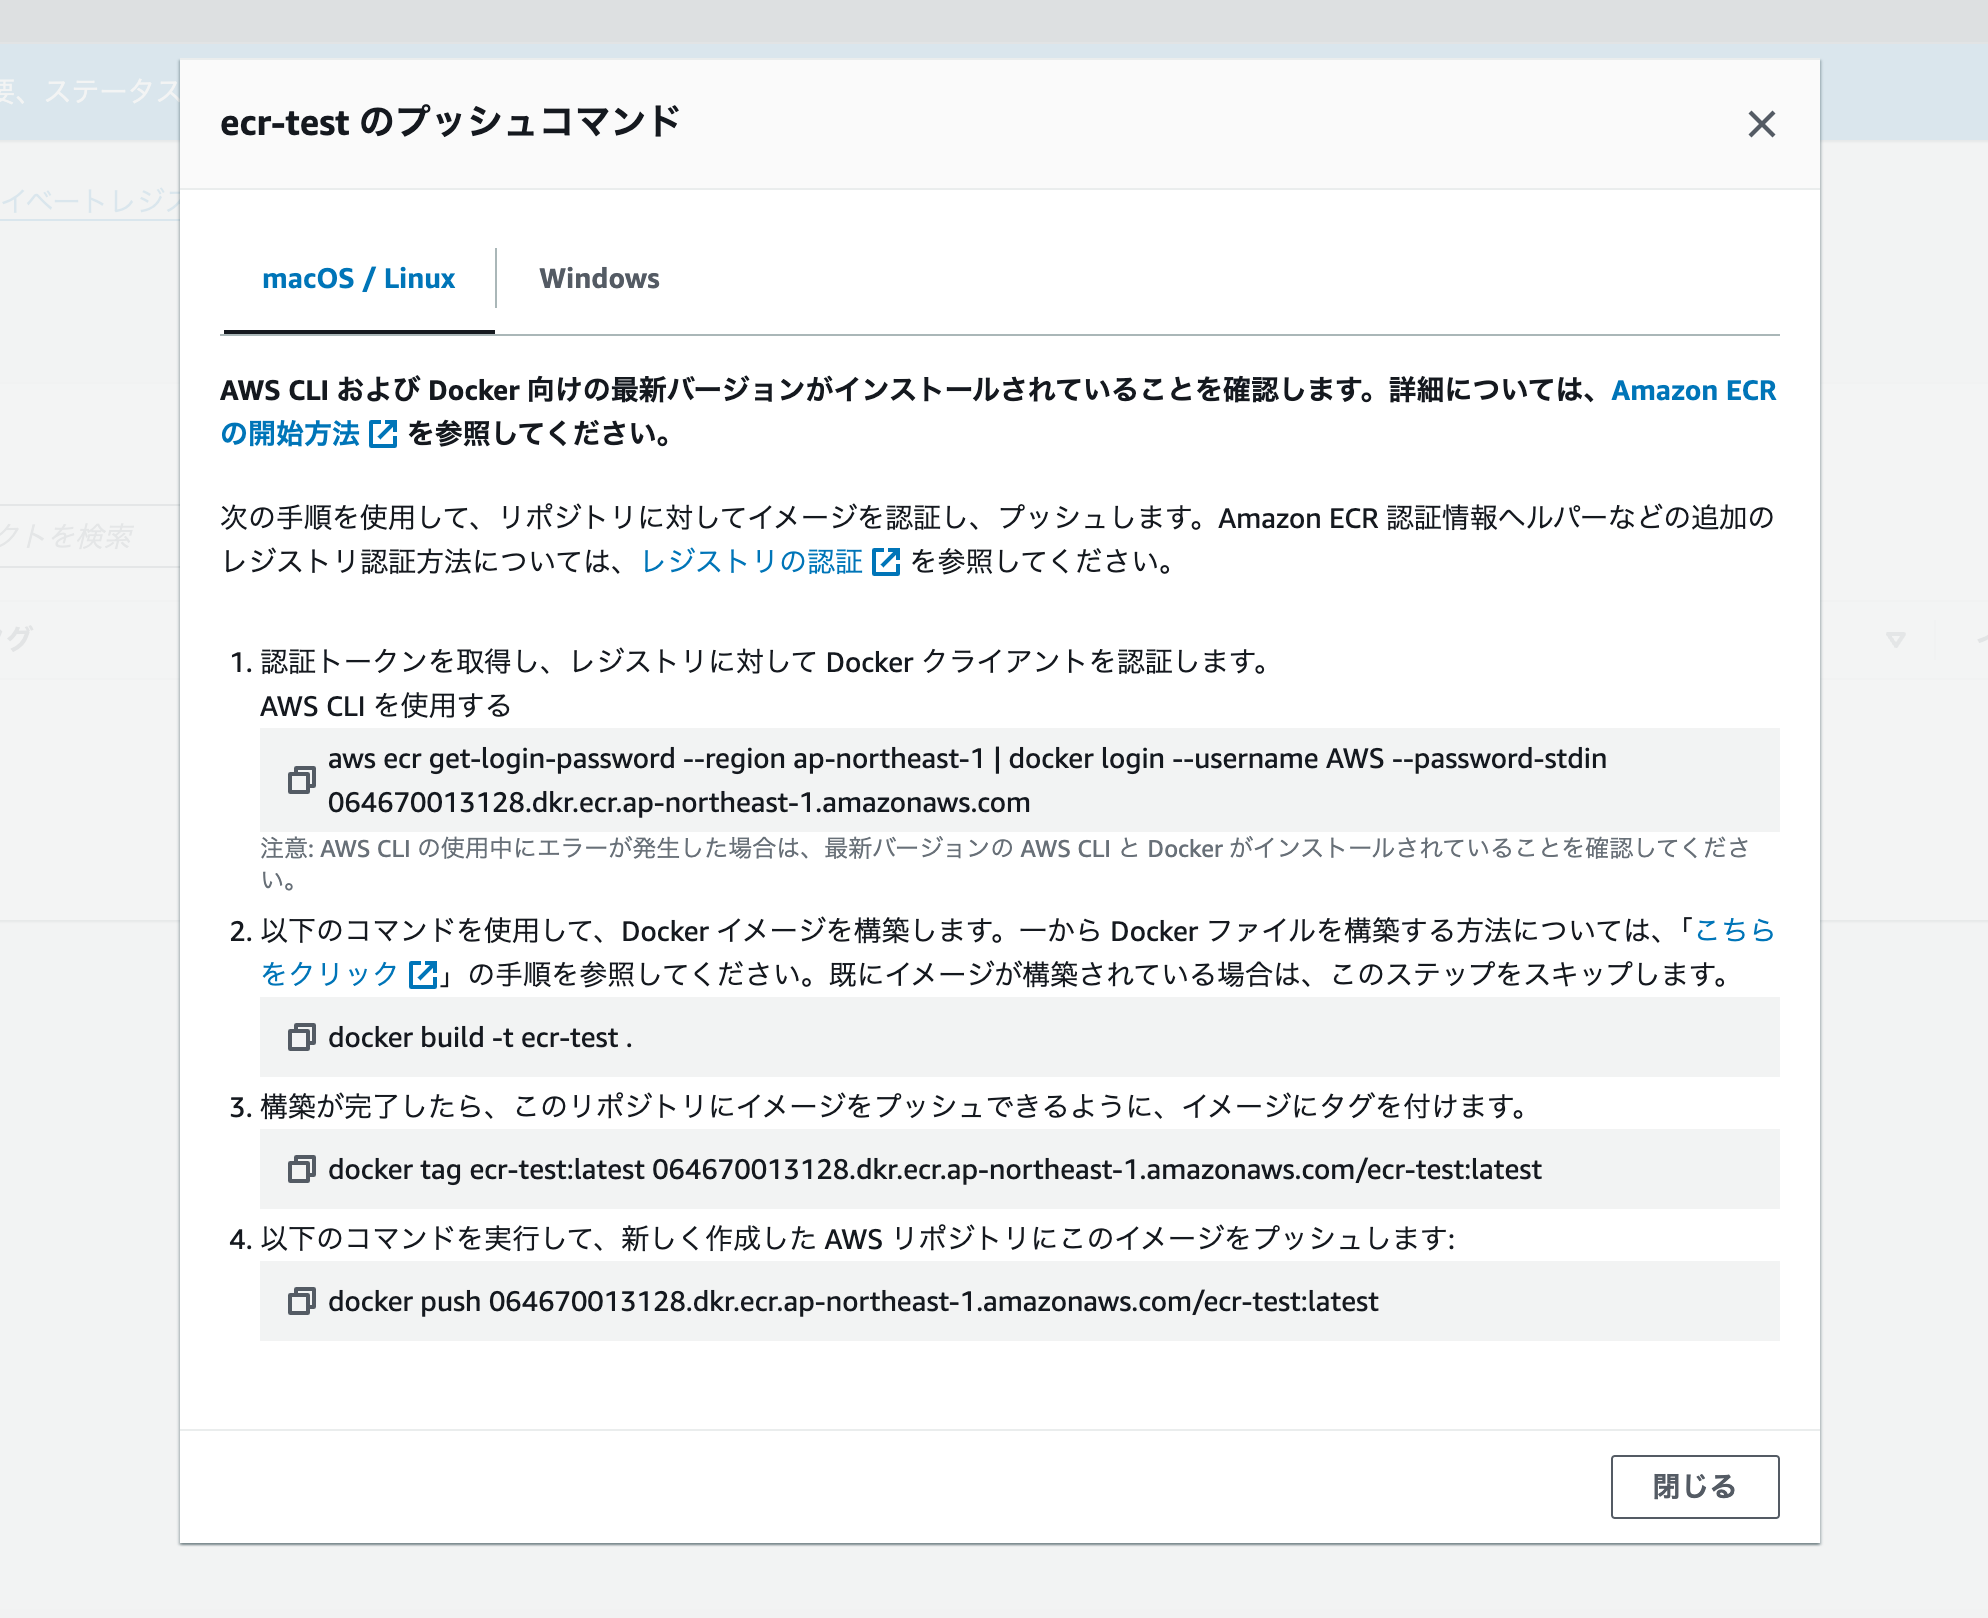 要、ステータス
ecr-test のプッシュコマンド
イベートレジス
macOS / Linux
Windows
AWS CLI および Docker 向けの最新バージョンがインストールされていることを確認します。詳細については、Amazon ECR
の開始方法 を参照してください。
次の手順を使用して、リポジトリに対してイメージを認証し、プッシュします。Amazon ECR 認証情報ヘルパーなどの追加の
クトを検索
レジストリ認証方法については、レジストリの認証 を参照してください。
グ
1. 認証トークンを取得し、レジストリに対して Docker クライアントを認証します。
AWS CLI を使用する
aws ecr get-login-password --region ap-northeast-1 | docker login --username AWS --password-stdin
064670013128.dkr.ecr.ap-northeast-1.amazonaws.com
注意: AWS CLI の使用中にエラーが発生した場合は、最新バージョンの AWS CLI と Docker がインストールされていることを確認してくださ
い。
2. 以下のコマンドを使用して、Docker イメージを構築します。一から Docker ファイルを構築する方法については、「こちら
をクリック 」の手順を参照してください。既にイメージが構築されている場合は、このステップをスキップします。
docker build -t ecr-test .
3. 構築が完了したら、このリポジトリにイメージをプッシュできるように、イメージにタグを付けます。
docker tag ecr-test:latest 064670013128.dkr.ecr.ap-northeast-1.amazonaws.com/ecr-test:latest
4. 以下のコマンドを実行して、新しく作成した AWS リポジトリにこのイメージをプッシュします:
docker push 064670013128.dkr.ecr.ap-northeast-1.amazonaws.com/ecr-test:latest
閉じる